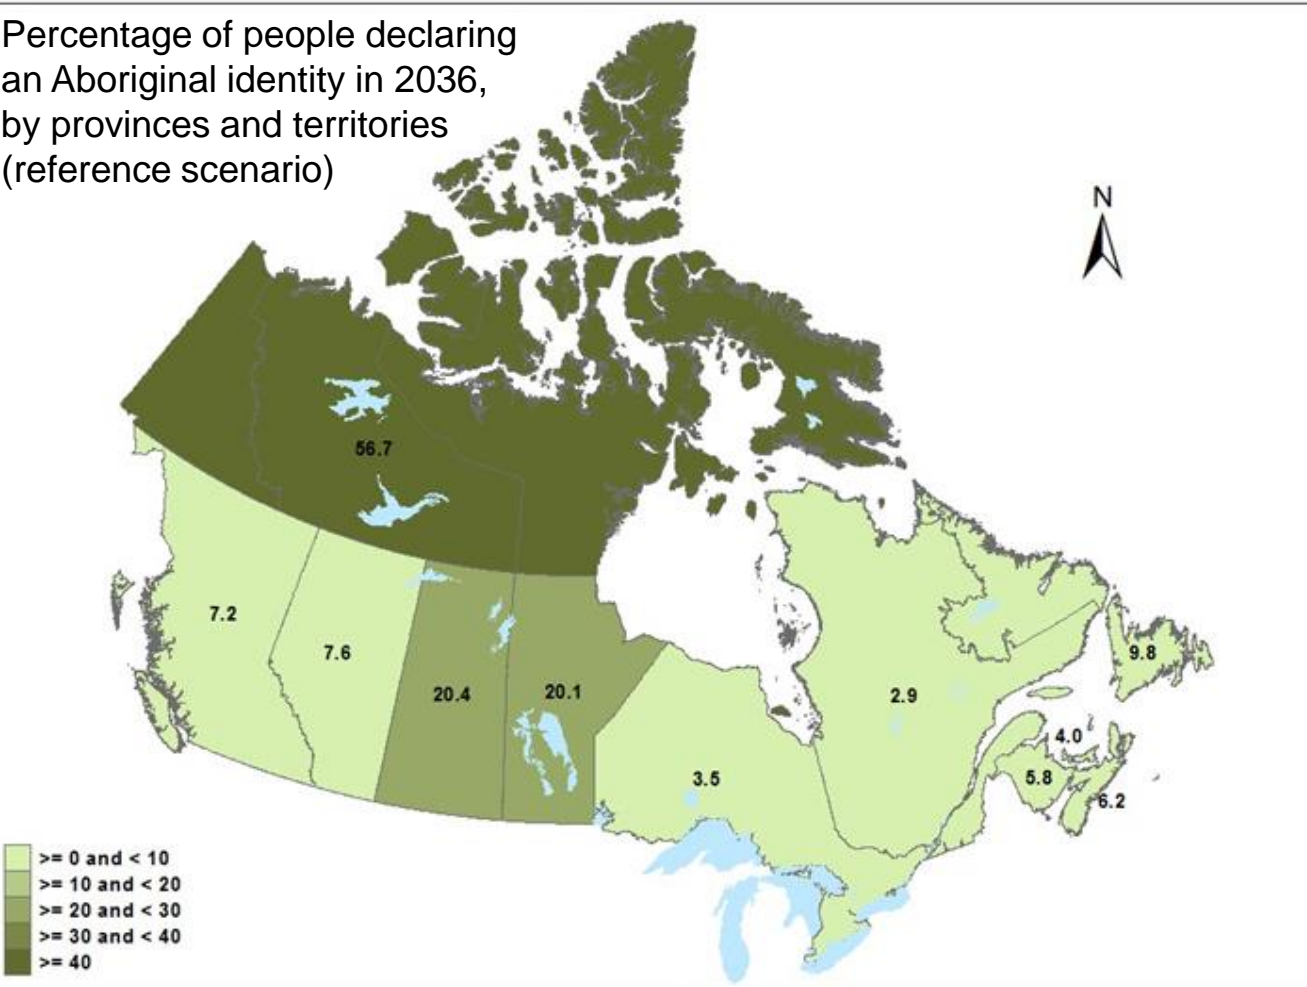 Percentage of people declaring
an Aboriginal identity in 2036,
by provinces and territories
(reference scenario)
N
56.7
7.2
7.6
20.4
20.1
3.5
2.9
9.8
4.0
5.8
6.2
>= 0 and < 10
>= 10 and < 20
>= 20 and < 30
>= 30 and < 40
>= 40